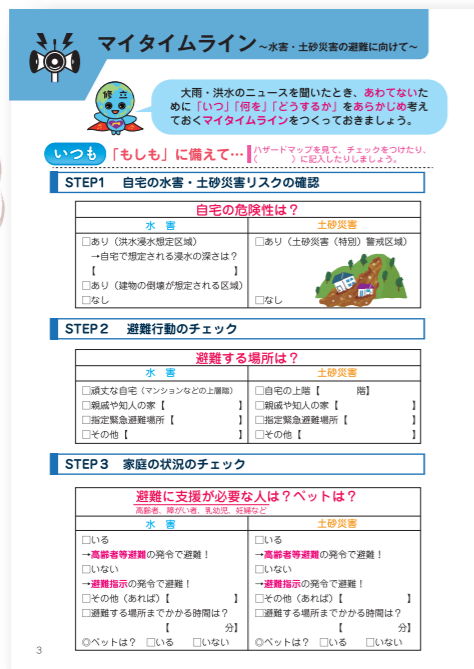 マイタイムライン～水害・土砂災害の避難に向けて～
修立
大雨・洪水のニュースを聞いたとき、あわてないた
めに「いつ」「何を」「どうするか」をあらかじめ考え
ておくマイタイムラインをつくっておきましょう。
いつも 「もしも」に備えて… ハザードマップを見て、チェックをつけたり、
（　　　　）に記入したりしましょう。
STEP1　自宅の水害・土砂災害リスクの確認
自宅の危険性は？
水　害　土砂災害
□あり（洪水浸水想定区域）　□あり（土砂災害（特別）警戒区域）
→自宅で想定される浸水の深さは？
【　　　　】
□あり（建物の倒壊が想定される区域）
□なし　□なし
STEP２　避難行動のチェック
避難する場所は？
水　害　土砂災害
□頑丈な自宅（マンションなどの上層階）　□自宅の上階【　　　　階】
□親戚や知人の家【　　　　】　□親戚や知人の家【　　　　】
□指定緊急避難場所【　　　　】　□指定緊急避難場所【　　　　】
□その他【　　　　】　□その他【　　　　】
STEP３　家庭の状況のチェック
避難に支援が必要な人は？ペットは？
高齢者、障がい者、乳幼児、妊婦など
水　害　土砂災害
□いる　□いる
→高齢者等避難の発令で避難！　→高齢者等避難の発令で避難！
□いない　□いない
→避難指示の発令で避難！　→避難指示の発令で避難！
□その他（あれば）【　　　　】　□その他（あれば）【　　　　】
□避難する場所までかかる時間は？　□避難する場所までかかる時間は？
【　　　　分】　【　　　　分】
◎ペットは？　□いる　□いない　◎ペットは？　□いる　□いない
3